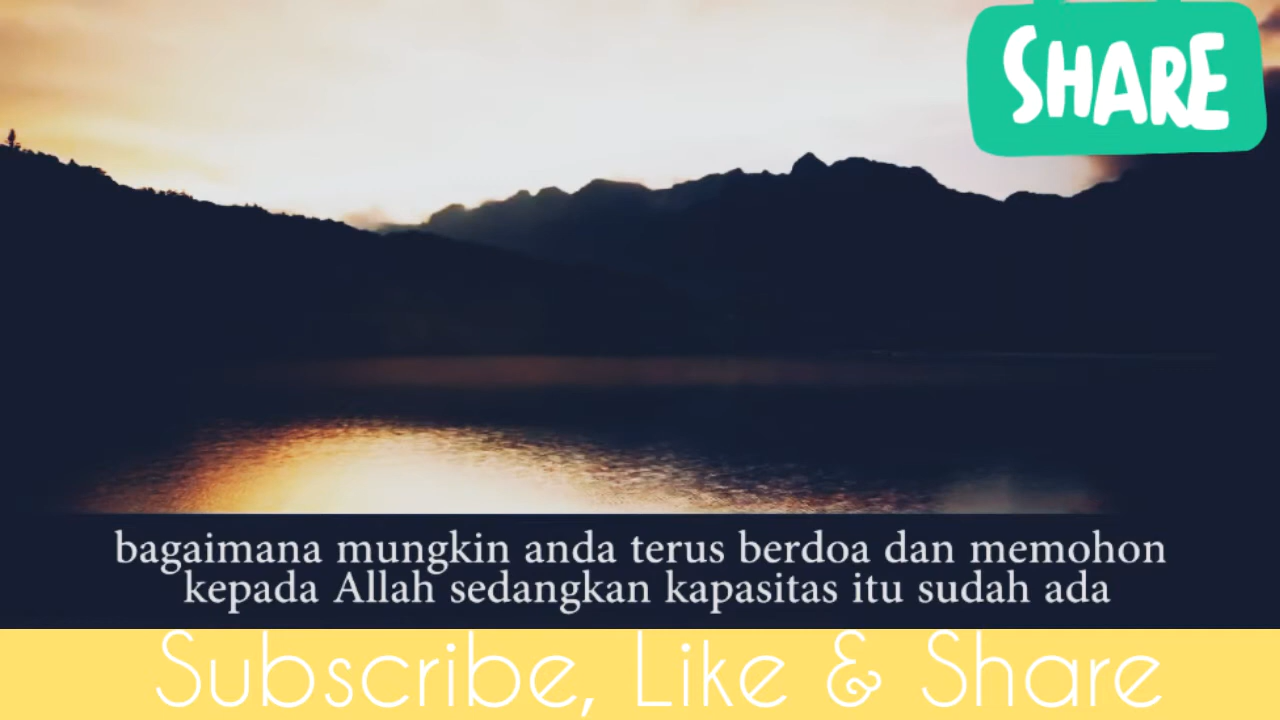 SHARE
bagaimana mungkin anda terus berdoa dan memohon
kepada Allah sedangkan kapasitas itu sudah ada
Subscribe, Like & Share